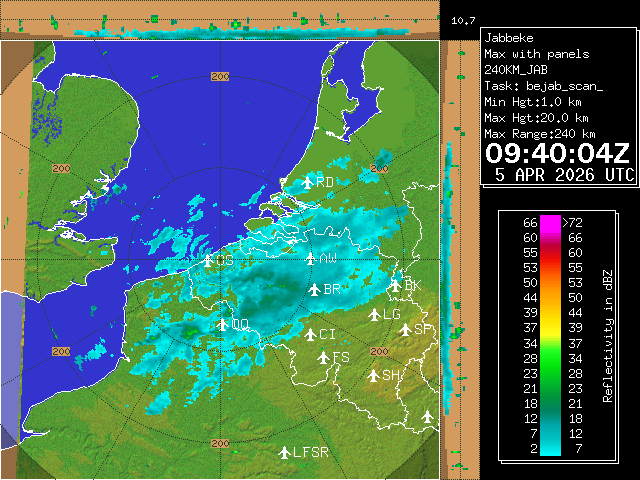 10.7
Jabbeke
Max with panels
240KM_JAB
Task: bejab_scan_
Min Hgt:1.0 km
Max Hgt:20.0 km
Max Range:240 km
09:40:04Z
5 APR 2026 UTC
200
200
200
RD
OS
AW
BR
BK
LG
QO
CI
SP
200
FS
200
SH
200
LFSR
66 >72
60 66
55 60
53 55
50 53
44 50
39 44
37 39
34 37
28 34
24 28
23 24
21 23
18 21
12 18
7 12
2 7
Reflectivity in dBZ